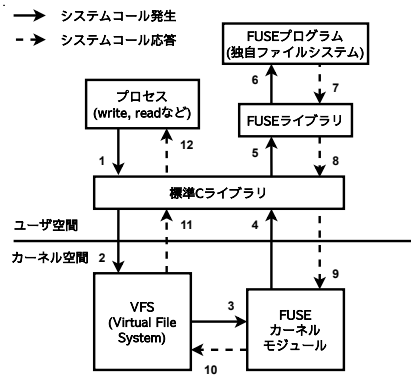 システムコール発生
システムコール応答
FUSEプログラム
(独自ファイルシステム)
6
7
プロセス
(write, readなど)
FUSEライブラリ
1
12
5
8
標準Cライブラリ
ユーザ空間
2
11
4
9
カーネル空間
VFS
(Virtual File
System)
3
10
FUSE
カーネル
モジュール